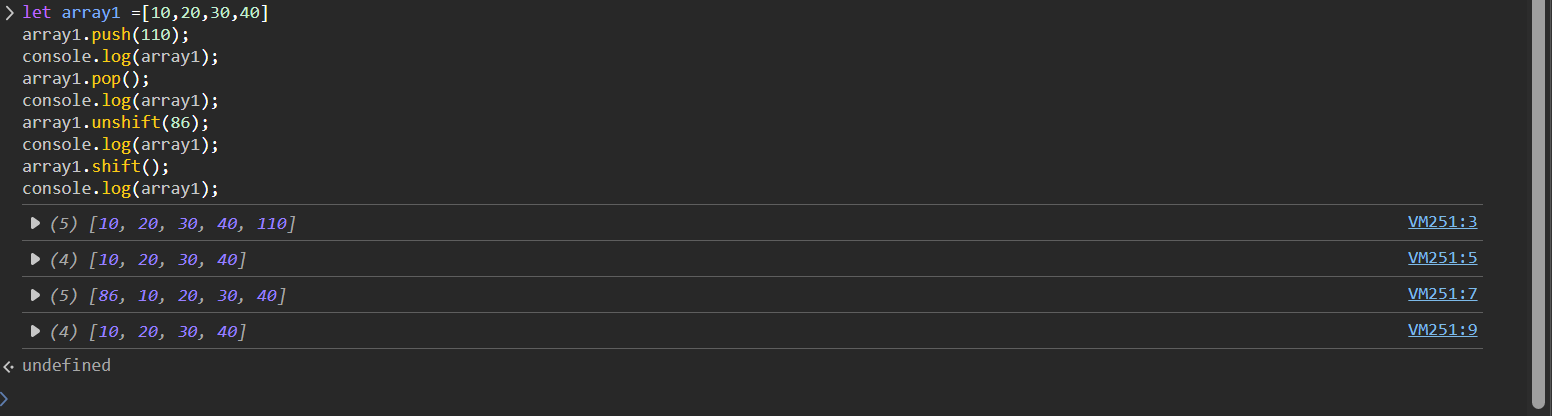 let array1 =[10,20,30,40]
array1.push(110);
console.log(array1);
array1.pop();
console.log(array1);
array1.unshift(86);
console.log(array1);
array1.shift();
console.log(array1);
(5) [10, 20, 30, 40, 110] VM251:3
(4) [10, 20, 30, 40] VM251:5
(5) [86, 10, 20, 30, 40] VM251:7
(4) [10, 20, 30, 40] VM251:9
undefined